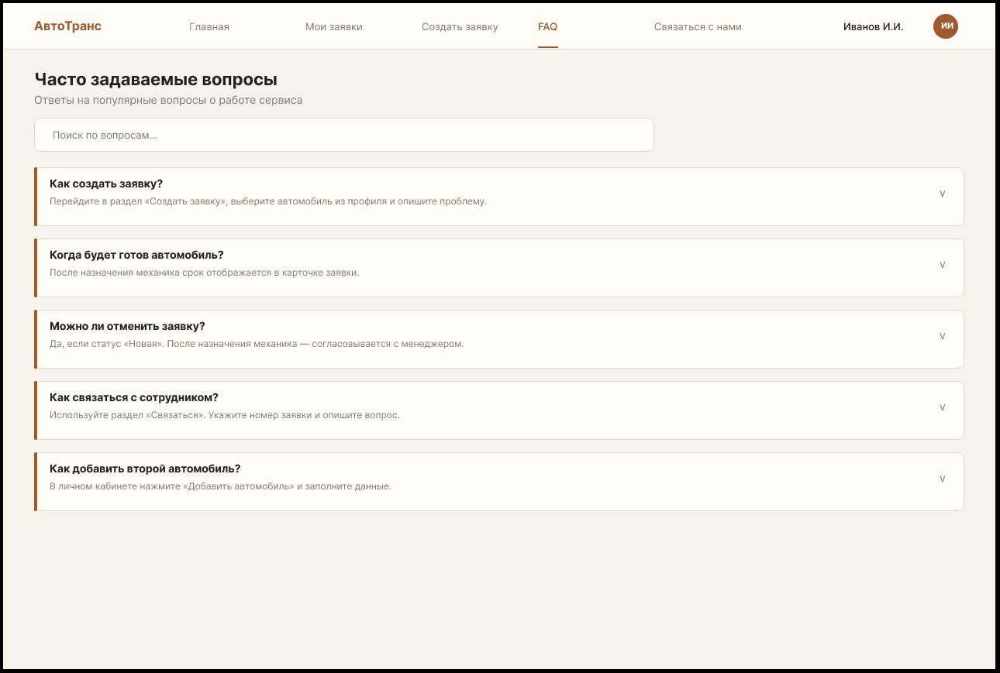 АвтоТранс Главная Мои заявки Создать заявку FAQ Связаться с нами Иванов И.И. ИИ
Часто задаваемые вопросы
Ответы на популярные вопросы о работе сервиса
Поиск по вопросам...
Как создать заявку?
Перейдите в раздел «Создать заявку», выберите автомобиль из профиля и опишите проблему.
v
Когда будет готов автомобиль?
После назначения механика срок отображается в карточке заявки.
v
Можно ли отменить заявку?
Да, если статус «Новая». После назначения механика — согласовывается с менеджером.
v
Как связаться с сотрудником?
Используйте раздел «Связаться». Укажите номер заявки и опишите вопрос.
v
Как добавить второй автомобиль?
В личном кабинете нажмите «Добавить автомобиль» и заполните данные.
v